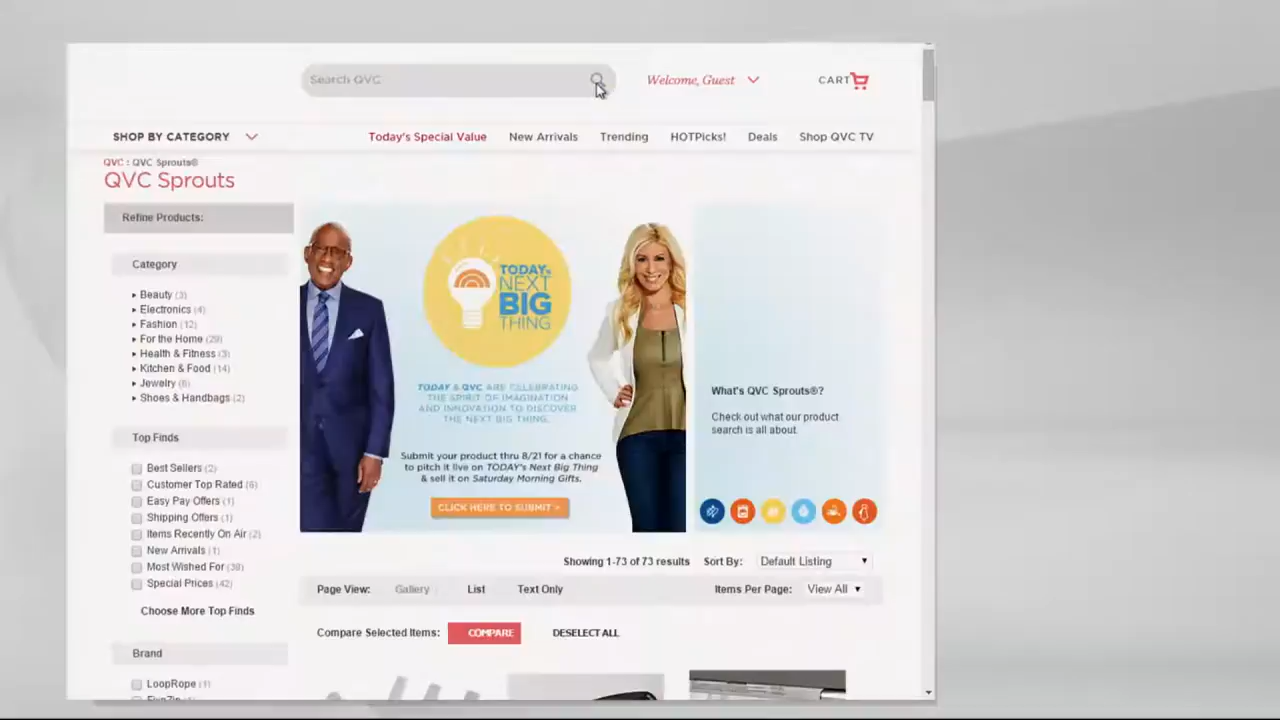 Search QVC
Welcome, Guest
CART
SHOP BY CATEGORY
Today's Special Value
New Arrivals
Trending
HOTPicks!
Deals
Shop QVC TV
QVC : QVC Sprouts®
QVC Sprouts
Refine Products:
Category
Beauty (3)
Electronics (4)
Fashion (12)
For the Home (29)
Health & Fitness (3)
Kitchen & Food (14)
Jewelry (6)
Shoes & Handbags (2)
Top Finds
Best Sellers (2)
Customer Top Rated (6)
Easy Pay Offers (1)
Shipping Offers (1)
Items Recently On Air (2)
New Arrivals (1)
Most Wished For (38)
Special Prices (42)
Choose More Top Finds
Brand
LoopRope (1)
TODAY's
NEXT
BIG
THING
TODAY & QVC ARE CELEBRATING
THE SPIRIT OF IMAGINATION
AND INNOVATION TO DISCOVER
THE NEXT BIG THING.
Submit your product thru 8/21 for a chance
to pitch it live on TODAY's Next Big Thing
& sell it on Saturday Morning Gifts.
CLICK HERE TO SUBMIT >
What's QVC Sprouts®?
Check out what our product
search is all about.
Showing 1-73 of 73 results
Sort By:
Default Listing
Page View:
Gallery
List
Text Only
Items Per Page:
View All
Compare Selected Items:
COMPARE
DESELECT ALL